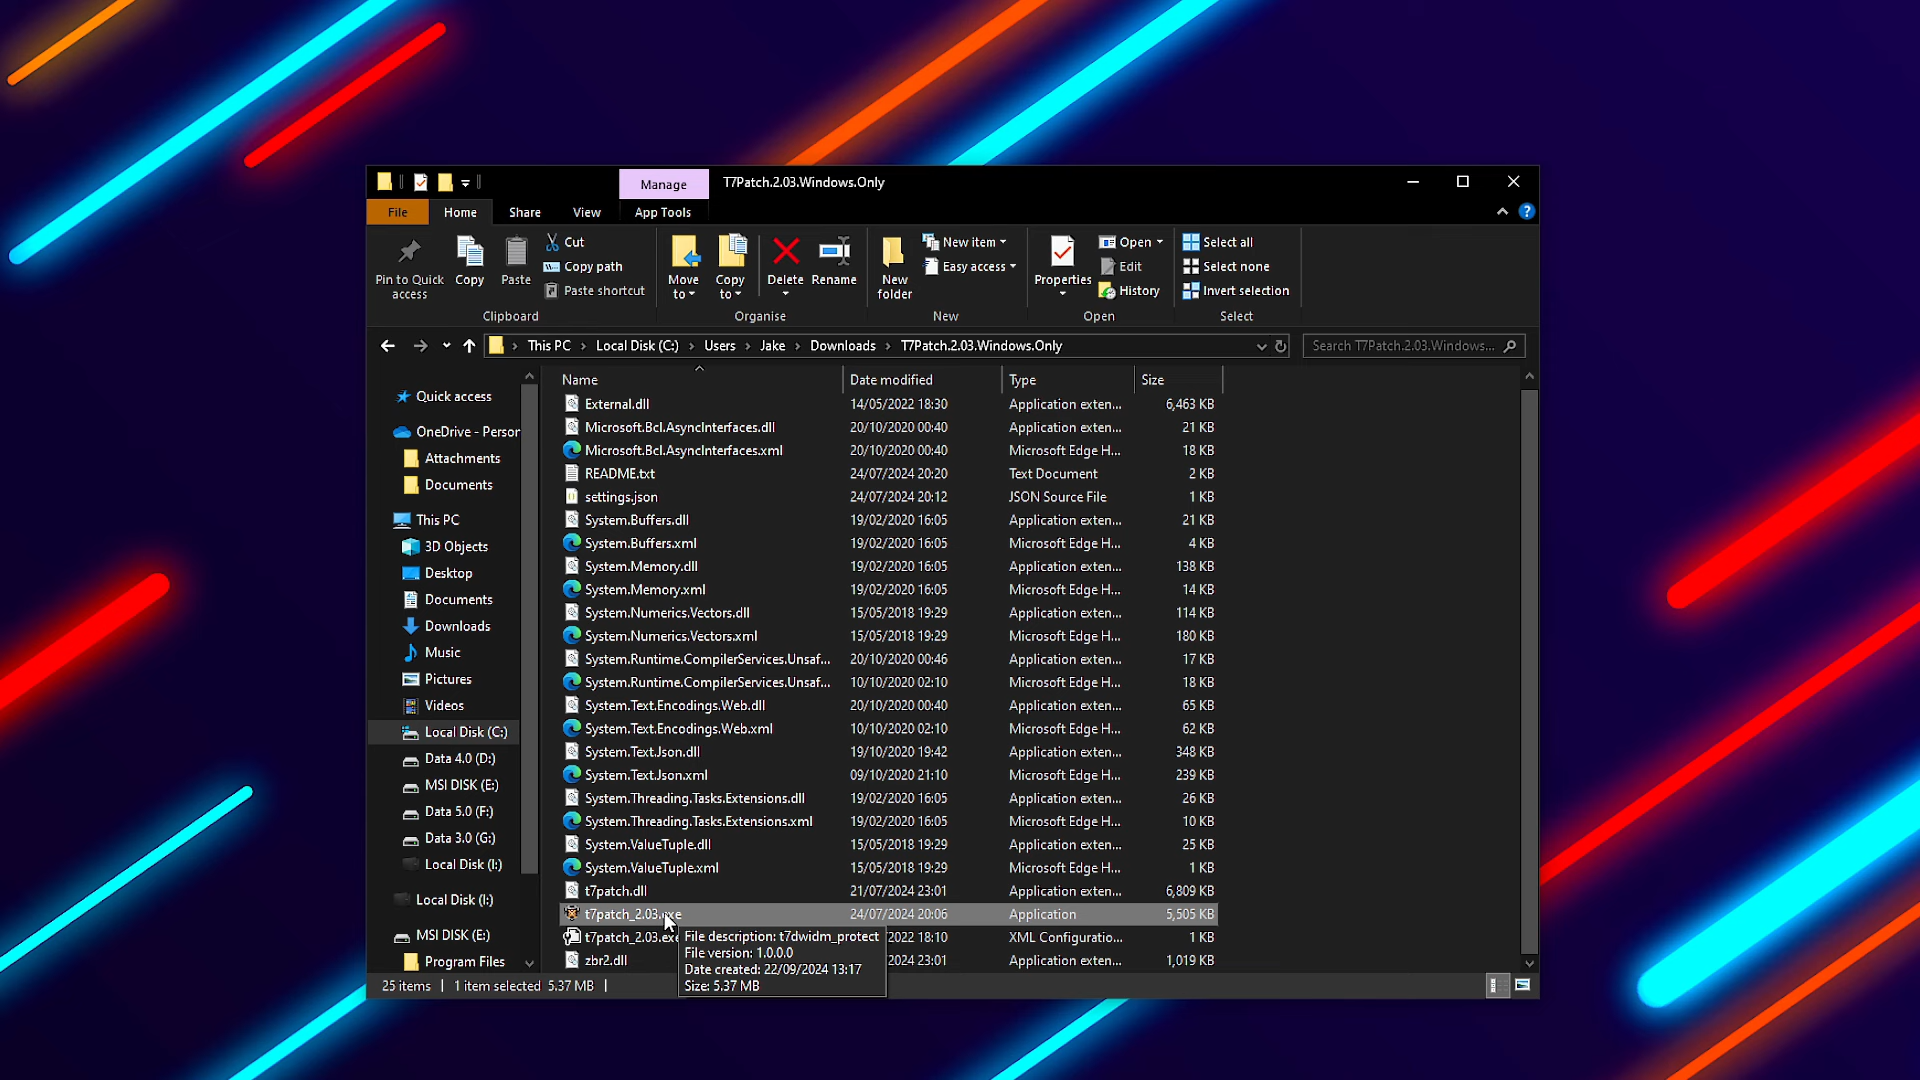 Manage
T7Patch.2.03.Windows.Only
File
Home
Share
View
App Tools
?
Pin to Quick access
Copy
Paste
Cut
Copy path
Paste shortcut
Clipboard
Move to
Copy to
Delete
Rename
Organise
New folder
New item
Easy access
New
Properties
Open
Edit
History
Open
Select all
Select none
Invert selection
Select
This PC > Local Disk (C:) > Users > Jake > Downloads > T7Patch.2.03.Windows.Only
Search T7Patch.2.03.Windows...
Quick access
OneDrive - Person
Attachments
Documents
This PC
3D Objects
Desktop
Documents
Downloads
Music
Pictures
Videos
Local Disk (C:)
Data 4.0 (D:)
MSI DISK (E:)
Data 5.0 (F:)
Data 3.0 (G:)
Local Disk (I:)
Local Disk (I:)
MSI DISK (E:)
Program Files
Name Date modified Type Size
External.dll 14/05/2022 18:30 Application exten... 6,463 KB
Microsoft.Bcl.AsyncInterfaces.dll 20/10/2020 00:40 Application exten... 21 KB
Microsoft.Bcl.AsyncInterfaces.xml 20/10/2020 00:40 Microsoft Edge H... 18 KB
README.txt 24/07/2024 20:20 Text Document 2 KB
settings.json 24/07/2024 20:12 JSON Source File 1 KB
System.Buffers.dll 19/02/2020 16:05 Application exten... 21 KB
System.Buffers.xml 19/02/2020 16:05 Microsoft Edge H... 4 KB
System.Memory.dll 19/02/2020 16:05 Application exten... 138 KB
System.Memory.xml 19/02/2020 16:05 Microsoft Edge H... 14 KB
System.Numerics.Vectors.dll 15/05/2018 19:29 Application exten... 114 KB
System.Numerics.Vectors.xml 15/05/2018 19:29 Microsoft Edge H... 180 KB
System.Runtime.CompilerServices.Unsaf... 20/10/2020 00:46 Application exten... 17 KB
System.Runtime.CompilerServices.Unsaf... 10/10/2020 02:10 Microsoft Edge H... 18 KB
System.Text.Encodings.Web.dll 20/10/2020 00:40 Application exten... 65 KB
System.Text.Encodings.Web.xml 10/10/2020 02:10 Microsoft Edge H... 62 KB
System.Text.Json.dll 19/10/2020 19:42 Application exten... 348 KB
System.Text.Json.xml 09/10/2020 21:10 Microsoft Edge H... 239 KB
System.Threading.Tasks.Extensions.dll 19/02/2020 16:05 Application exten... 26 KB
System.Threading.Tasks.Extensions.xml 19/02/2020 16:05 Microsoft Edge H... 10 KB
System.ValueTuple.dll 15/05/2018 19:29 Application exten... 25 KB
System.ValueTuple.xml 15/05/2018 19:29 Microsoft Edge H... 1 KB
t7patch.dll 21/07/2024 23:01 Application exten... 6,809 KB
t7patch_2.03.exe 24/07/2024 20:06 Application 5,505 KB
t7patch_2.03.exe 2022 18:10 XML Configuratio... 1 KB
zbr2.dll 23:01 Application exten... 1,019 KB
File description: t7dwidm_protect
File version: 1.0.0.0
Date created: 22/09/2024 13:17
Size: 5.37 MB
25 items
1 item selected 5.37 MB